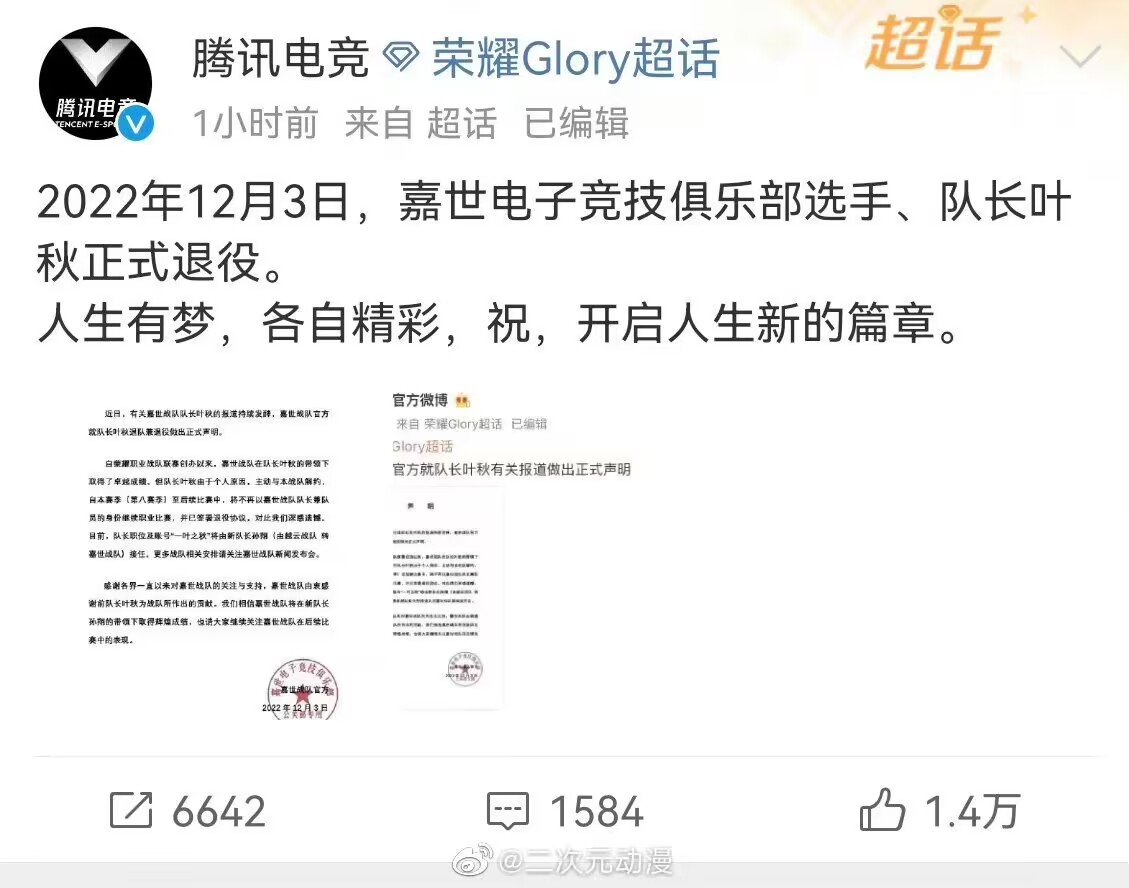 腾讯电竞 荣耀Glory超话
超话
腾讯电竞
TENCENT E-SP
1小时前 来自 超话 已编辑
2022年12月3日，嘉世电子竞技俱乐部选手、队长叶
秋正式退役。
人生有梦，各自精彩，祝，开启人生新的篇章。
近日，有关嘉世战队队长叶秋的报道持续发酵，嘉世战队官方
就队长叶秋退队兼退役做出正式声明。
自荣耀职业战队联赛创办以来，嘉世战队在队长叶秋的带领下
取得了卓越成绩。但队长叶秋由于个人原因，主动与本战队解约，
自本赛季（第八赛季）至后续比赛中，将不再以嘉世战队队长兼队
员的身份继续职业比赛，并已签署退役协议。对此我们深感遗憾。
目前，队长职位及账号“一叶之秋”将由新队长孙翔（由越云战队 转
嘉世战队）接任。更多战队相关安排请关注嘉世战队新闻发布会。
感谢各界一直以来对嘉世战队的关注与支持，嘉世战队由衷感
谢前队长叶秋为战队所作出的贡献。我们相信嘉世战队将在新队长
孙翔的带领下取得辉煌成绩，也请大家继续关注嘉世战队在后续比
赛中的表现。
嘉世电子竞技俱乐部
嘉世战队官方
2022 年 12 月 3 日
公关部专用
官方微博
来自 荣耀Glory超话 已编辑
Glory超话
官方就队长叶秋有关报道做出正式声明
声 明
6642
1584
1.4万
@二次元动漫